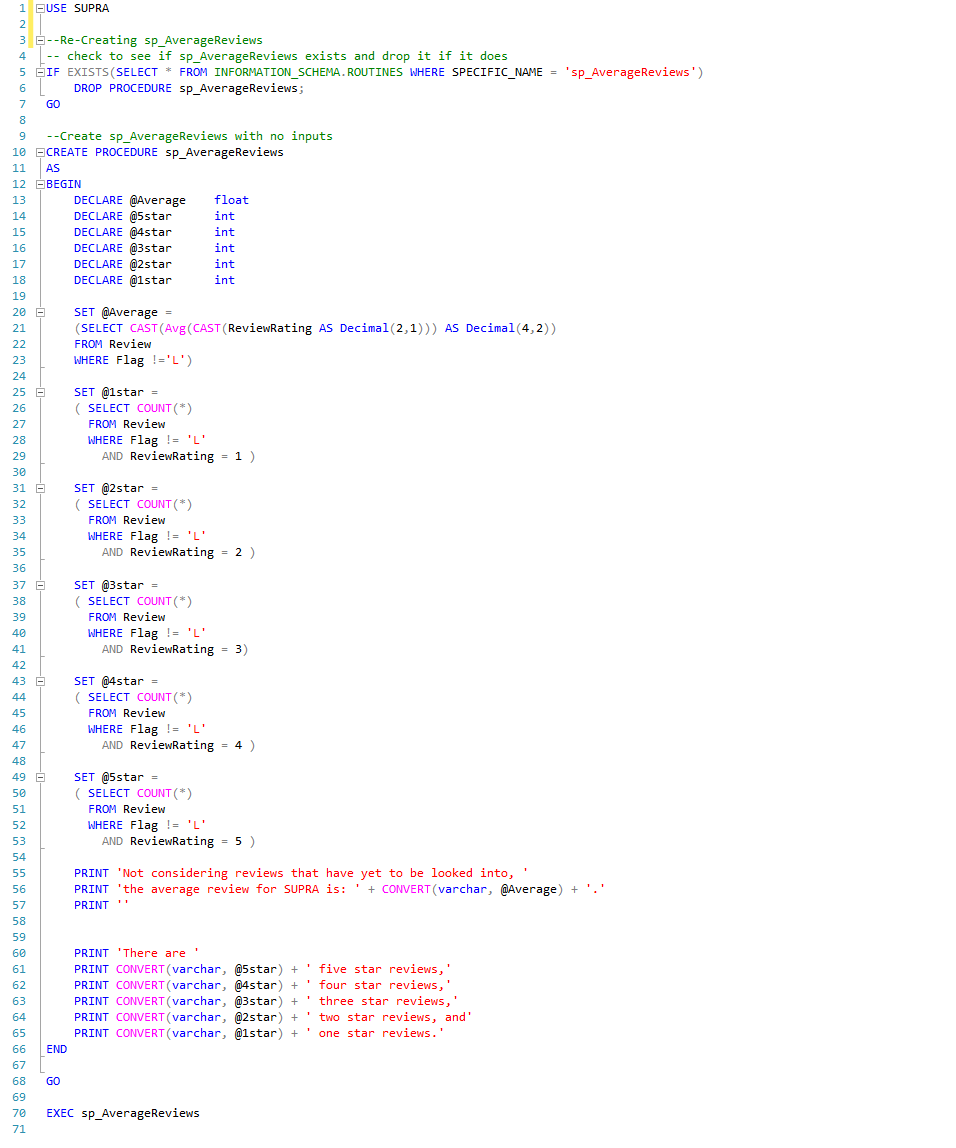 1 USE SUPRA
2
3 --Re-Creating sp_AverageReviews
4 -- check to see if sp_AverageReviews exists and drop it if it does
5 IF EXISTS(SELECT * FROM INFORMATION_SCHEMA.ROUTINES WHERE SPECIFIC_NAME = 'sp_AverageReviews')
6 DROP PROCEDURE sp_AverageReviews;
7 GO
8
9 --Create sp_AverageReviews with no inputs
10 CREATE PROCEDURE sp_AverageReviews
11 AS
12 BEGIN
13 DECLARE @Average float
14 DECLARE @5star int
15 DECLARE @4star int
16 DECLARE @3star int
17 DECLARE @2star int
18 DECLARE @1star int
19
20 SET @Average =
21 (SELECT CAST(Avg(CAST(ReviewRating AS Decimal(2,1))) AS Decimal(4,2))
22 FROM Review
23 WHERE Flag !='L')
24
25 SET @1star =
26 ( SELECT COUNT(*)
27 FROM Review
28 WHERE Flag != 'L'
29 AND ReviewRating = 1 )
30
31 SET @2star =
32 ( SELECT COUNT(*)
33 FROM Review
34 WHERE Flag != 'L'
35 AND ReviewRating = 2 )
36
37 SET @3star =
38 ( SELECT COUNT(*)
39 FROM Review
40 WHERE Flag != 'L'
41 AND ReviewRating = 3)
42
43 SET @4star =
44 ( SELECT COUNT(*)
45 FROM Review
46 WHERE Flag != 'L'
47 AND ReviewRating = 4 )
48
49 SET @5star =
50 ( SELECT COUNT(*)
51 FROM Review
52 WHERE Flag != 'L'
53 AND ReviewRating = 5 )
54
55 PRINT 'Not considering reviews that have yet to be looked into, '
56 PRINT 'the average review for SUPRA is: ' + CONVERT(varchar, @Average) + '.'
57 PRINT ''
58
59
60 PRINT 'There are '
61 PRINT CONVERT(varchar, @5star) + ' five star reviews,'
62 PRINT CONVERT(varchar, @4star) + ' four star reviews,'
63 PRINT CONVERT(varchar, @3star) + ' three star reviews,'
64 PRINT CONVERT(varchar, @2star) + ' two star reviews, and'
65 PRINT CONVERT(varchar, @1star) + ' one star reviews.'
66 END
67
68 GO
69
70 EXEC sp_AverageReviews
71